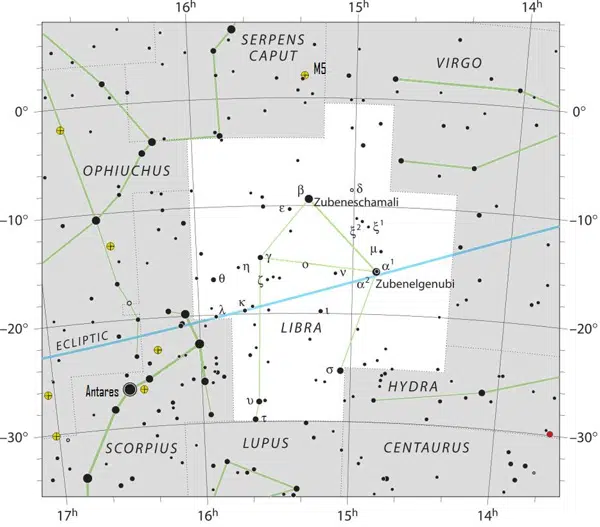 16h 15h 14h
SERPENS
CAPUT
M5
VIRGO
0° 0°
OPHIUCHUS
β δ
Zubeneschamali
ε
−10° −10°
ξ² ξ¹
μ
γ
η ο ν α¹
θ ζ α² Zubenelgenubi
κ
λ ι
−20° LIBRA −20°
ECLIPTIC
σ
HYDRA
Antares
υ
τ
−30° −30°
SCORPIUS LUPUS CENTAURUS
17h 16h 15h 14h